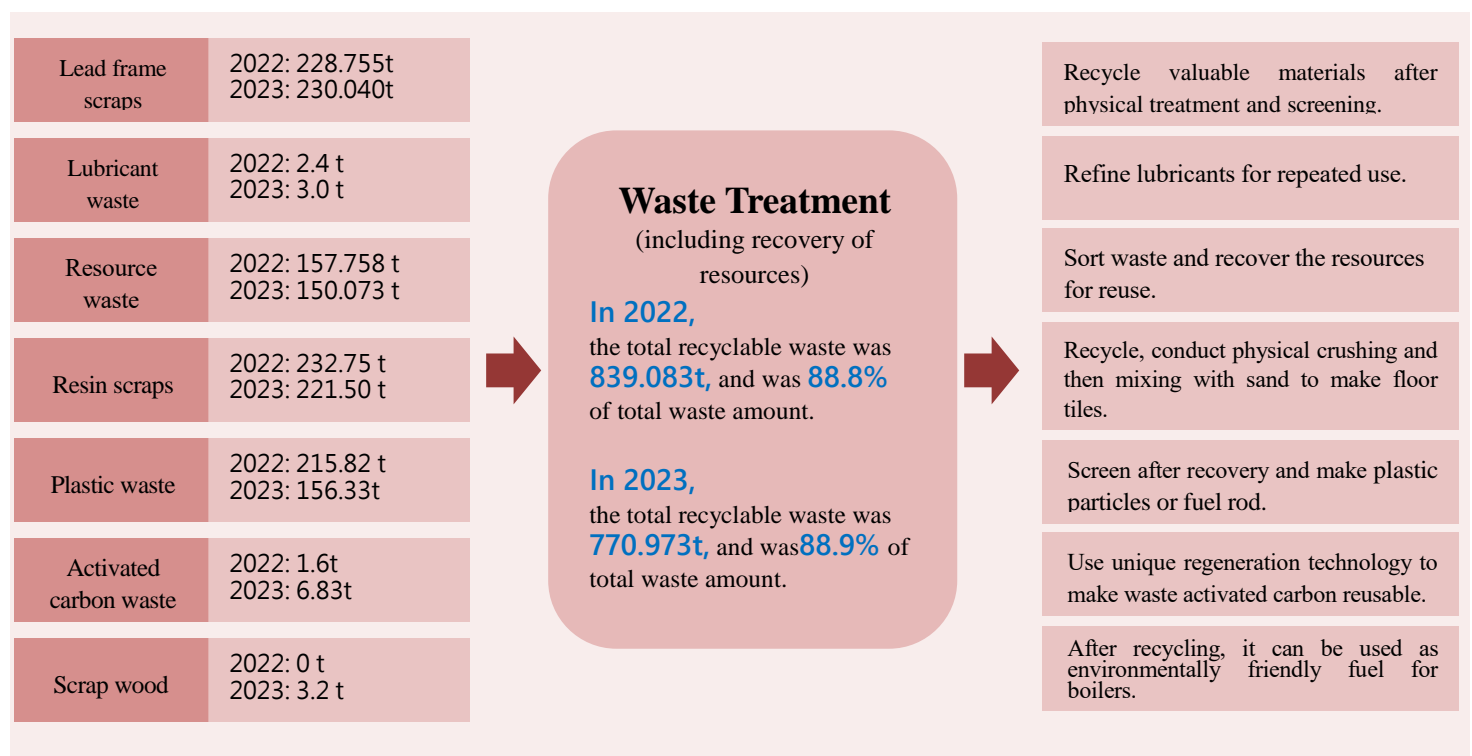 Lead frame
scraps
2022: 228.755t
2023: 230.040t
Lubricant
waste
2022: 2.4 t
2023: 3.0 t
Resource
waste
2022: 157.758 t
2023: 150.073 t
Resin scraps
2022: 232.75 t
2023: 221.50 t
Plastic waste
2022: 215.82 t
2023: 156.33t
Activated
carbon waste
2022: 1.6t
2023: 6.83t
Scrap wood
2022: 0 t
2023: 3.2 t
Waste Treatment
(including recovery of
resources)
In 2022,
the total recyclable waste was
839.083t, and was 88.8%
of total waste amount.
In 2023,
the total recyclable waste was
770.973t, and was88.9% of
total waste amount.
Recycle valuable materials after
physical treatment and screening.
Refine lubricants for repeated use.
Sort waste and recover the resources
for reuse.
Recycle, conduct physical crushing and
then mixing with sand to make floor
tiles.
Screen after recovery and make plastic
particles or fuel rod.
Use unique regeneration technology to
make waste activated carbon reusable.
After recycling, it can be used as
environmentally friendly fuel for
boilers.